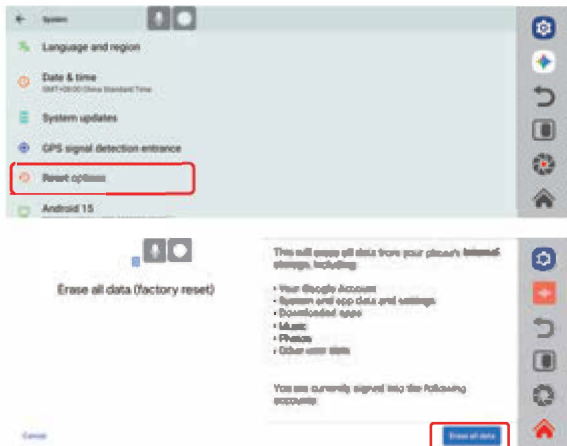 System
Language and region
Date & time
GMT+08:00 China Standard Time
System updates
GPS signal detection entrance
Reset options
Android 15
Erase all data (factory reset)
This will erase all data from your phone's internal
storage, including:
• Your Google Account
• System and app data and settings
• Downloaded apps
• Music
• Photos
• Other user data
You are currently signed into the following
accounts:
Cancel
Erase all data